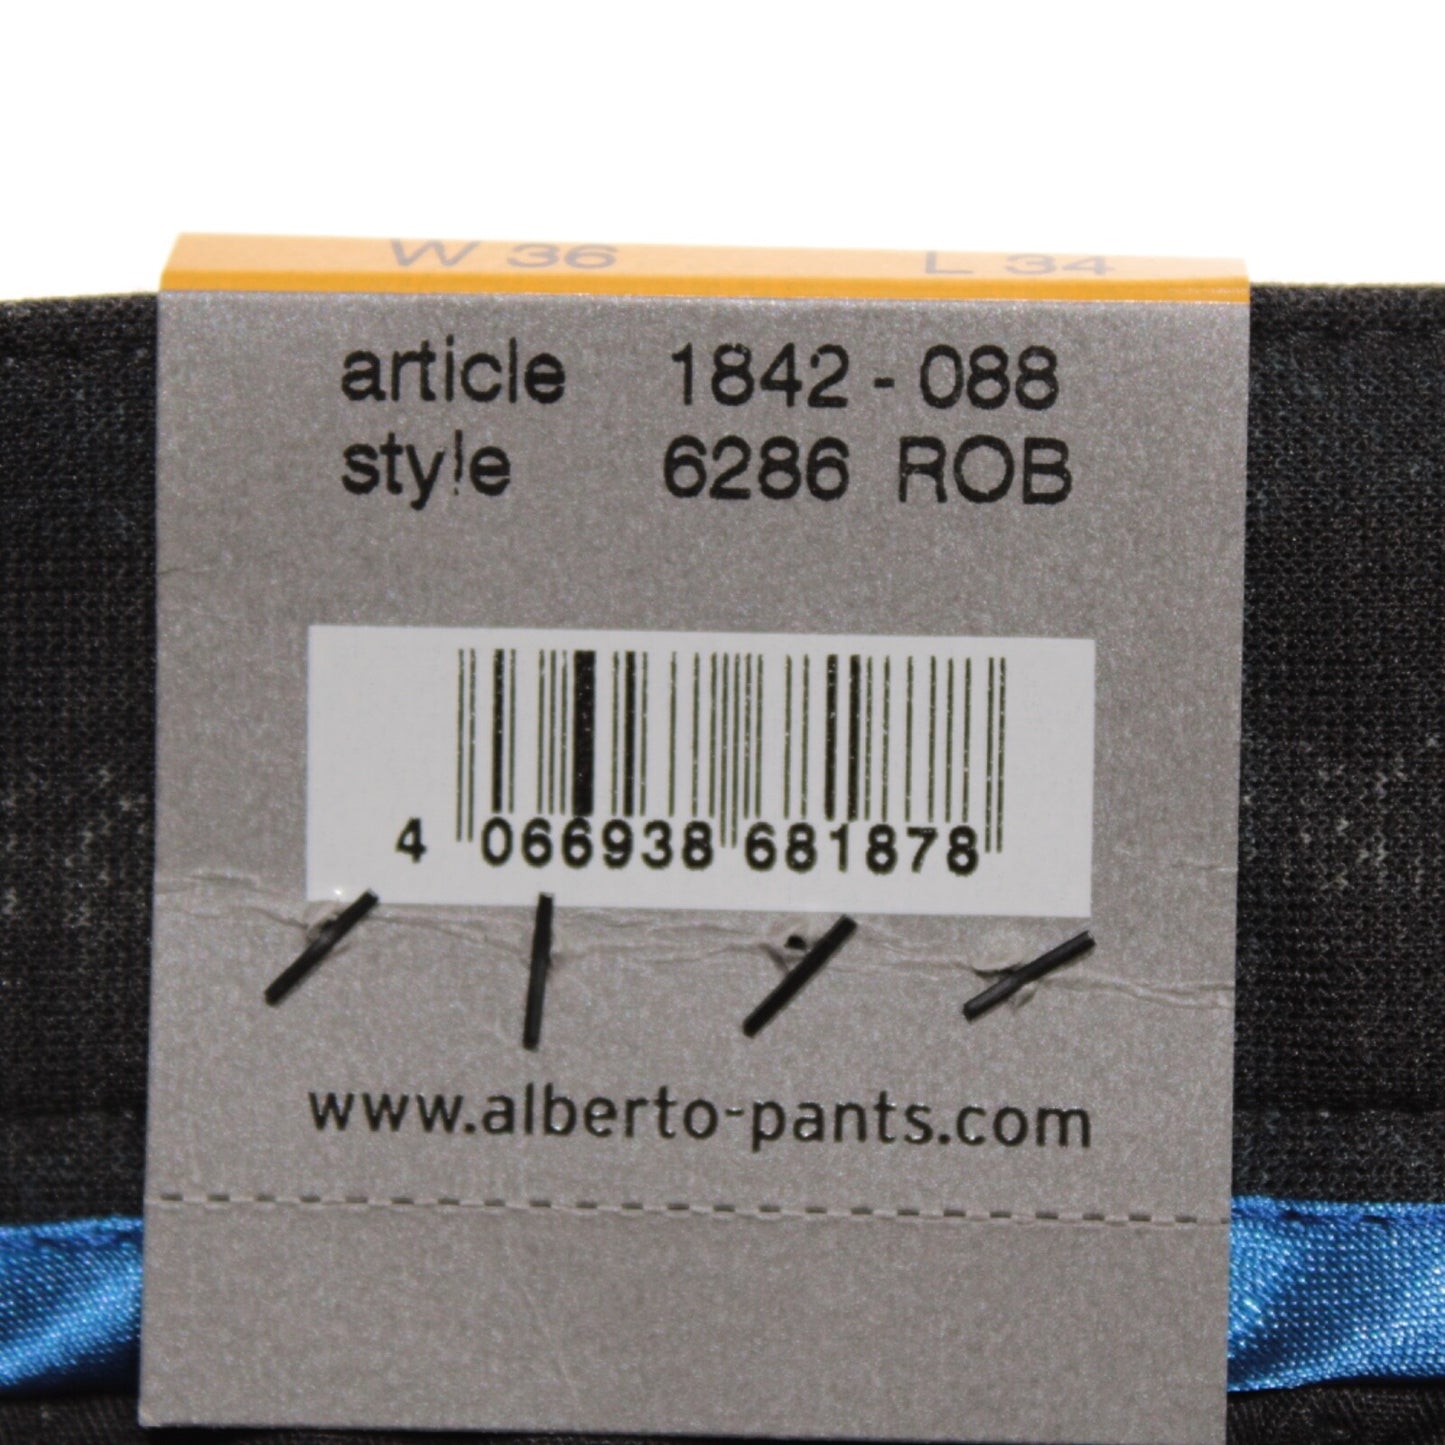 W 36 L 34
article 1842 - 088
style 6286 ROB
4 066938 681878
www.alberto-pants.com